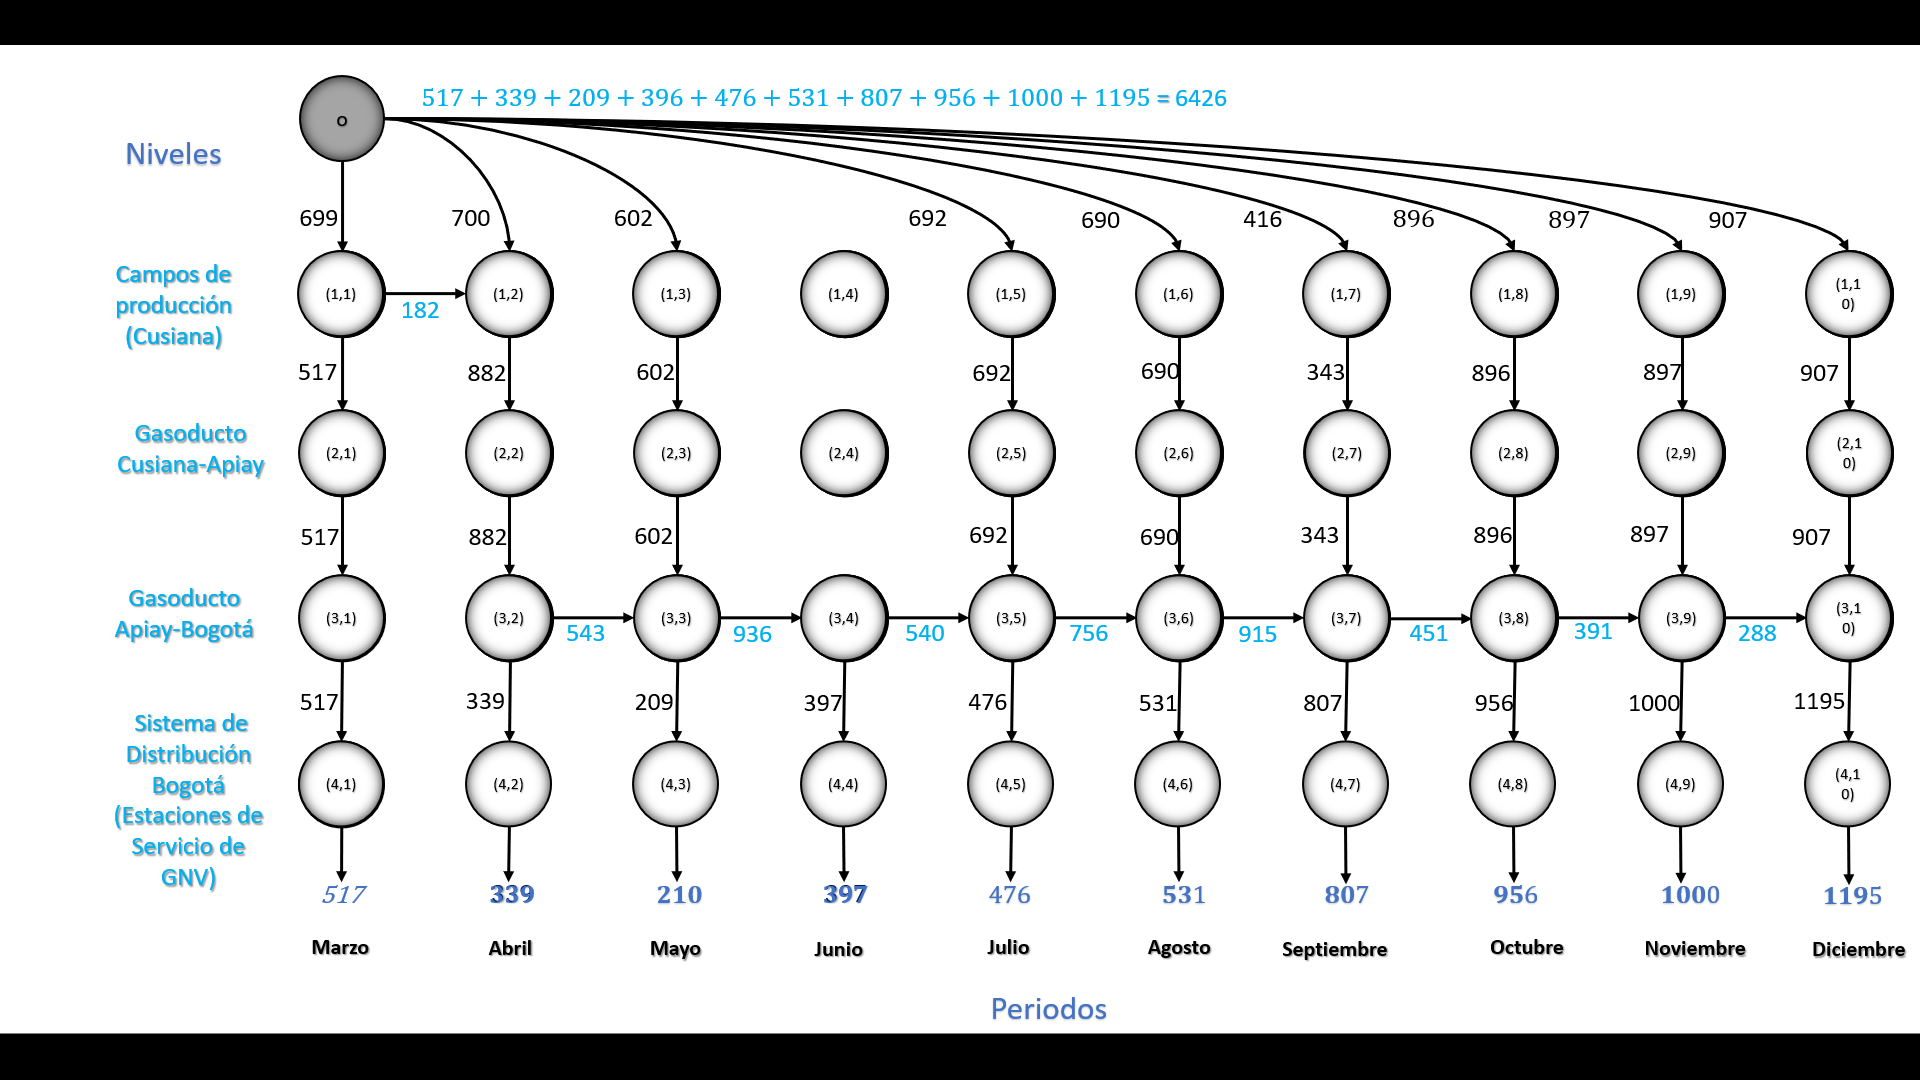 517 + 339 + 209 + 396 + 476 + 531 + 807 + 956 + 1000 + 1195 = 6426
O
Niveles
699 700 602 692 690 416 896 897 907
Campos de
producción
(Cusiana)
(1,1) (1,2) (1,3) (1,4) (1,5) (1,6) (1,7) (1,8) (1,9) (1,1
0)
182
517 882 602 692 690 343 896 897 907
Gasoducto
Cusiana-Apiay
(2,1) (2,2) (2,3) (2,4) (2,5) (2,6) (2,7) (2,8) (2,9) (2,1
0)
517 882 602 692 690 343 896 897 907
Gasoducto
Apiay-Bogotá
(3,1) (3,2) (3,3) (3,4) (3,5) (3,6) (3,7) (3,8) (3,9) (3,1
0)
543 936 540 756 915 451 391 288
517 339 209 397 476 531 807 956 1000 1195
Sistema de
Distribución
Bogotá
(Estaciones de
Servicio de
GNV)
(4,1) (4,2) (4,3) (4,4) (4,5) (4,6) (4,7) (4,8) (4,9) (4,1
0)
517 339 210 397 476 531 807 956 1000 1195
Marzo Abril Mayo Junio Julio Agosto Septiembre Octubre Noviembre Diciembre
Periodos